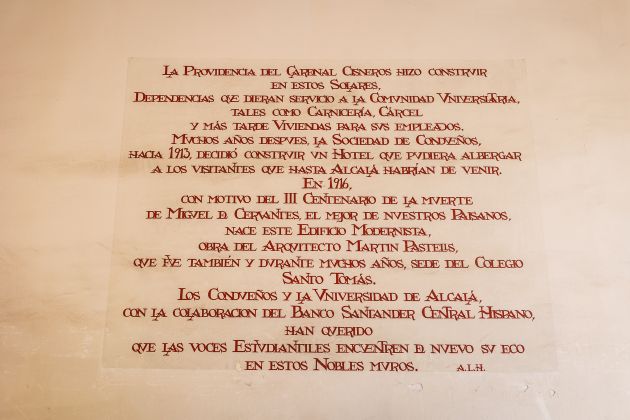 La Providencia del Cardenal Cisneros hizo construir
en estos Solares,
Dependencias que dieran servicio a la Comunidad Universitaria,
tales como Carnicería, Cárcel
y más tarde Viviendas para sus empleados.
Muchos años despues, la Sociedad de Condueños,
hacia 1913, decidió construir un Hotel que pudiera albergar
a los visitantes que hasta Alcalá habrían de venir.
En 1916,
con motivo del III Centenario de la muerte
de Miguel de Cervantes, el mejor de nuestros Paisanos,
nace este Edificio Modernista,
obra del Arquitecto Martin Pastells,
que fue también y durante muchos años, sede del Colegio
Santo Tomás.
Los Condueños y la Universidad de Alcalá,
con la colaboracion del Banco Santander Central Hispano,
han querido
que las voces Estudiantiles encuentren de nuevo su eco
en estos Nobles muros.
A.L.H.